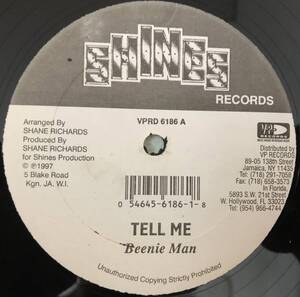 SHINES
RECORDS
VPRD 6186 A
Arranged By
SHANE RICHARDS
Produced By
SHANE RICHARDS
for Shines Production
© ℗1997
5 Blake Road
Kgn. JA. W.I.
VP
Distributed by
VP RECORDS
89-05 138th Street
Jamaica, NY 11435
Tel (718) 291-7058
Fax (718) 658-3573
In Florida,
5893 S.W. 21st Street
W. Hollywood, FL 33023
Tel (954) 966-4744
0 54645-6186-1 8
TELL ME
Beenie Man
Unauthorized Copying Strictly Prohibited